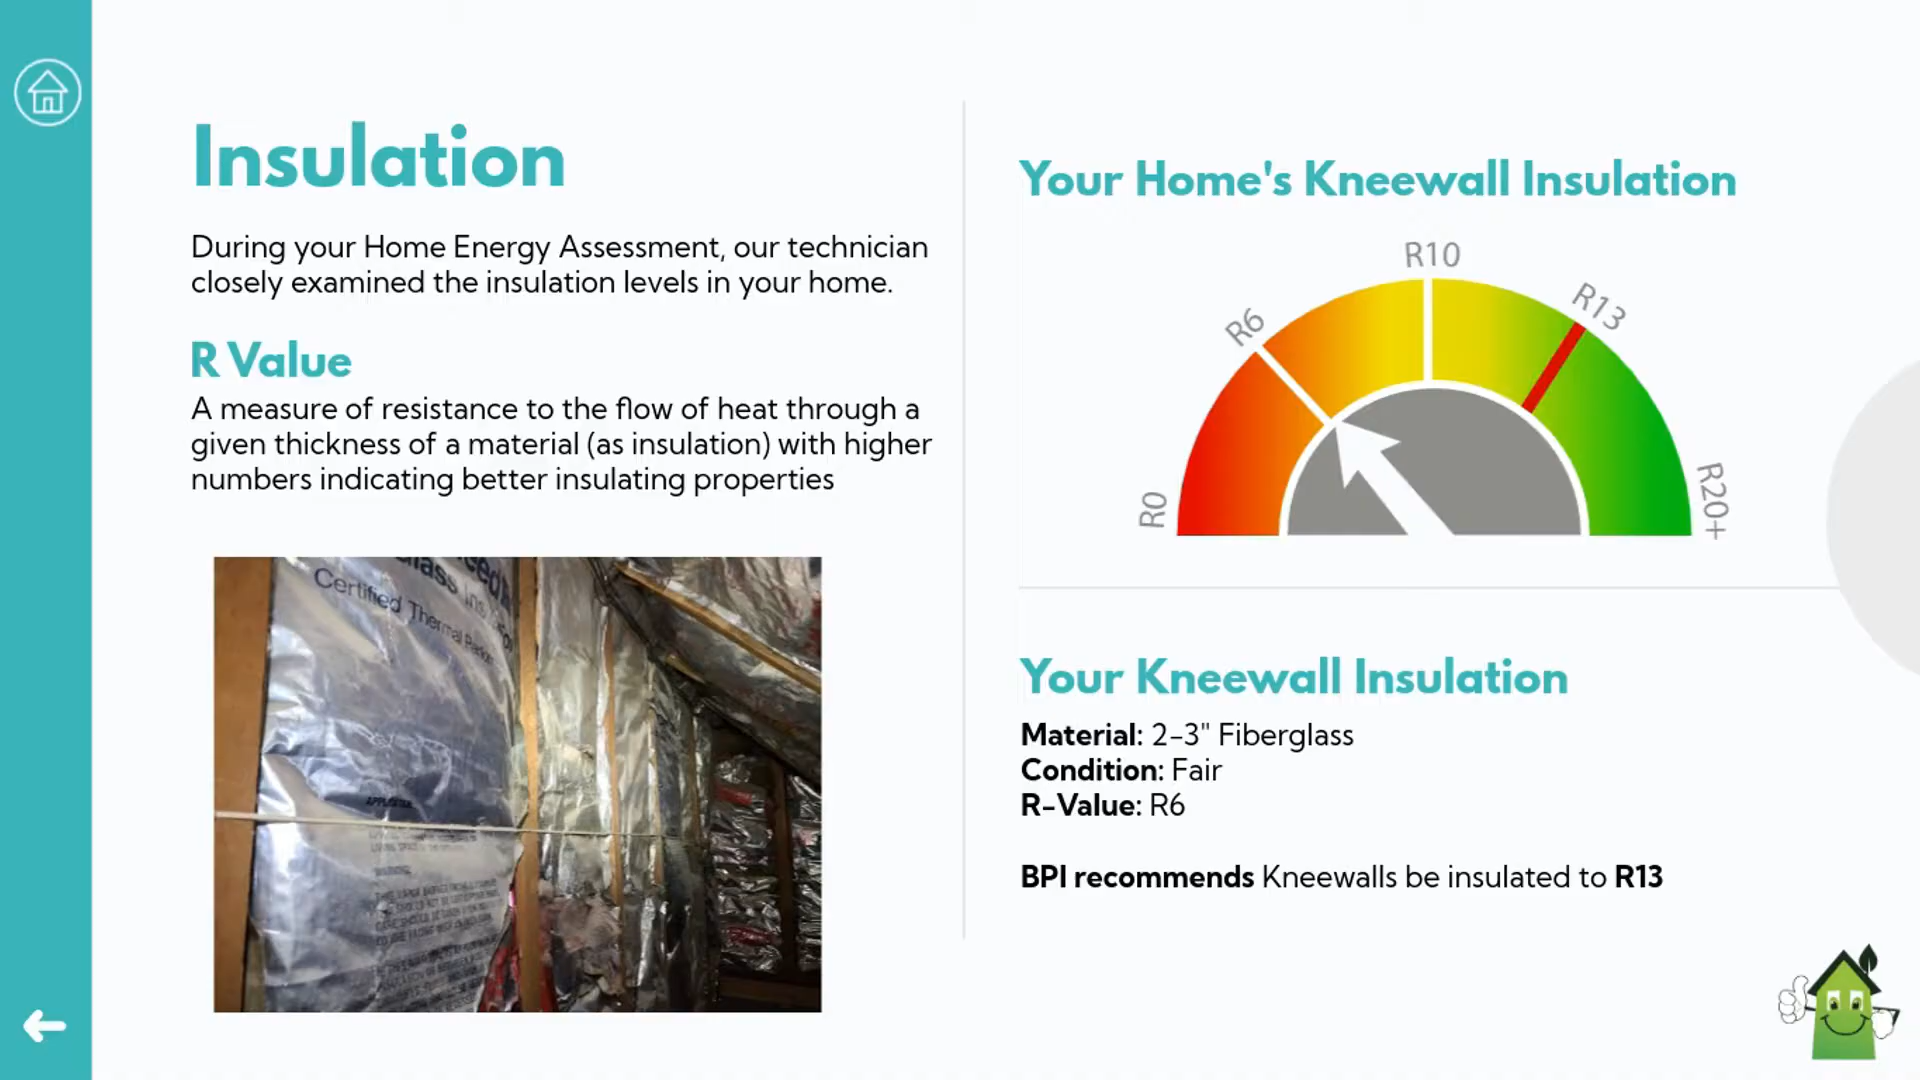 Insulation
During your Home Energy Assessment, our technician
closely examined the insulation levels in your home.
R Value
A measure of resistance to the flow of heat through a
given thickness of a material (as insulation) with higher
numbers indicating better insulating properties
Certified Thermal
APPLICATION
WARNING:
Your Home's Kneewall Insulation
R0
R6
R10
R13
R20+
Your Kneewall Insulation
Material: 2-3" Fiberglass
Condition: Fair
R-Value: R6
BPI recommends Kneewalls be insulated to R13